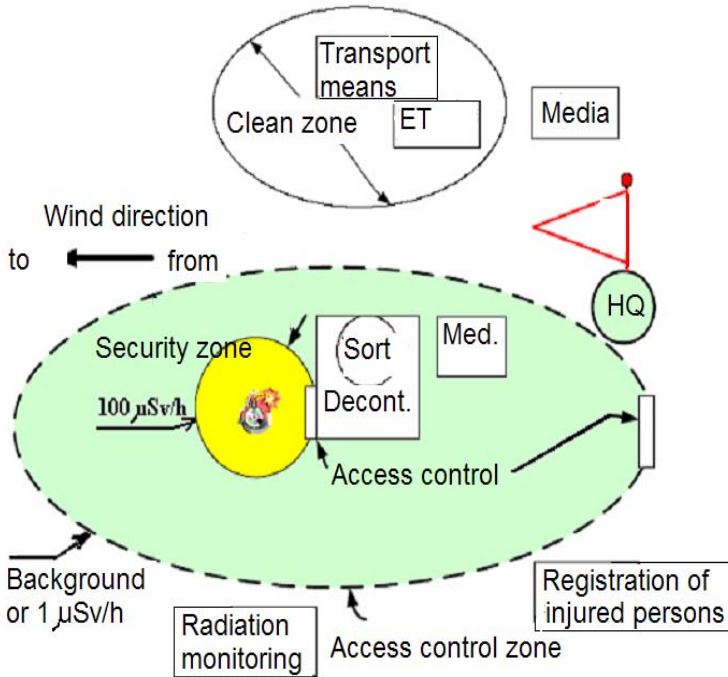 Transport
means
Clean zone
ET
Media
Wind direction
to
from
HQ
Security zone
Sort
Med.
100 µSv/h
Decont.
Access control
Background
or 1 µSv/h
Registration of
injured persons
Radiation
monitoring
Access control zone